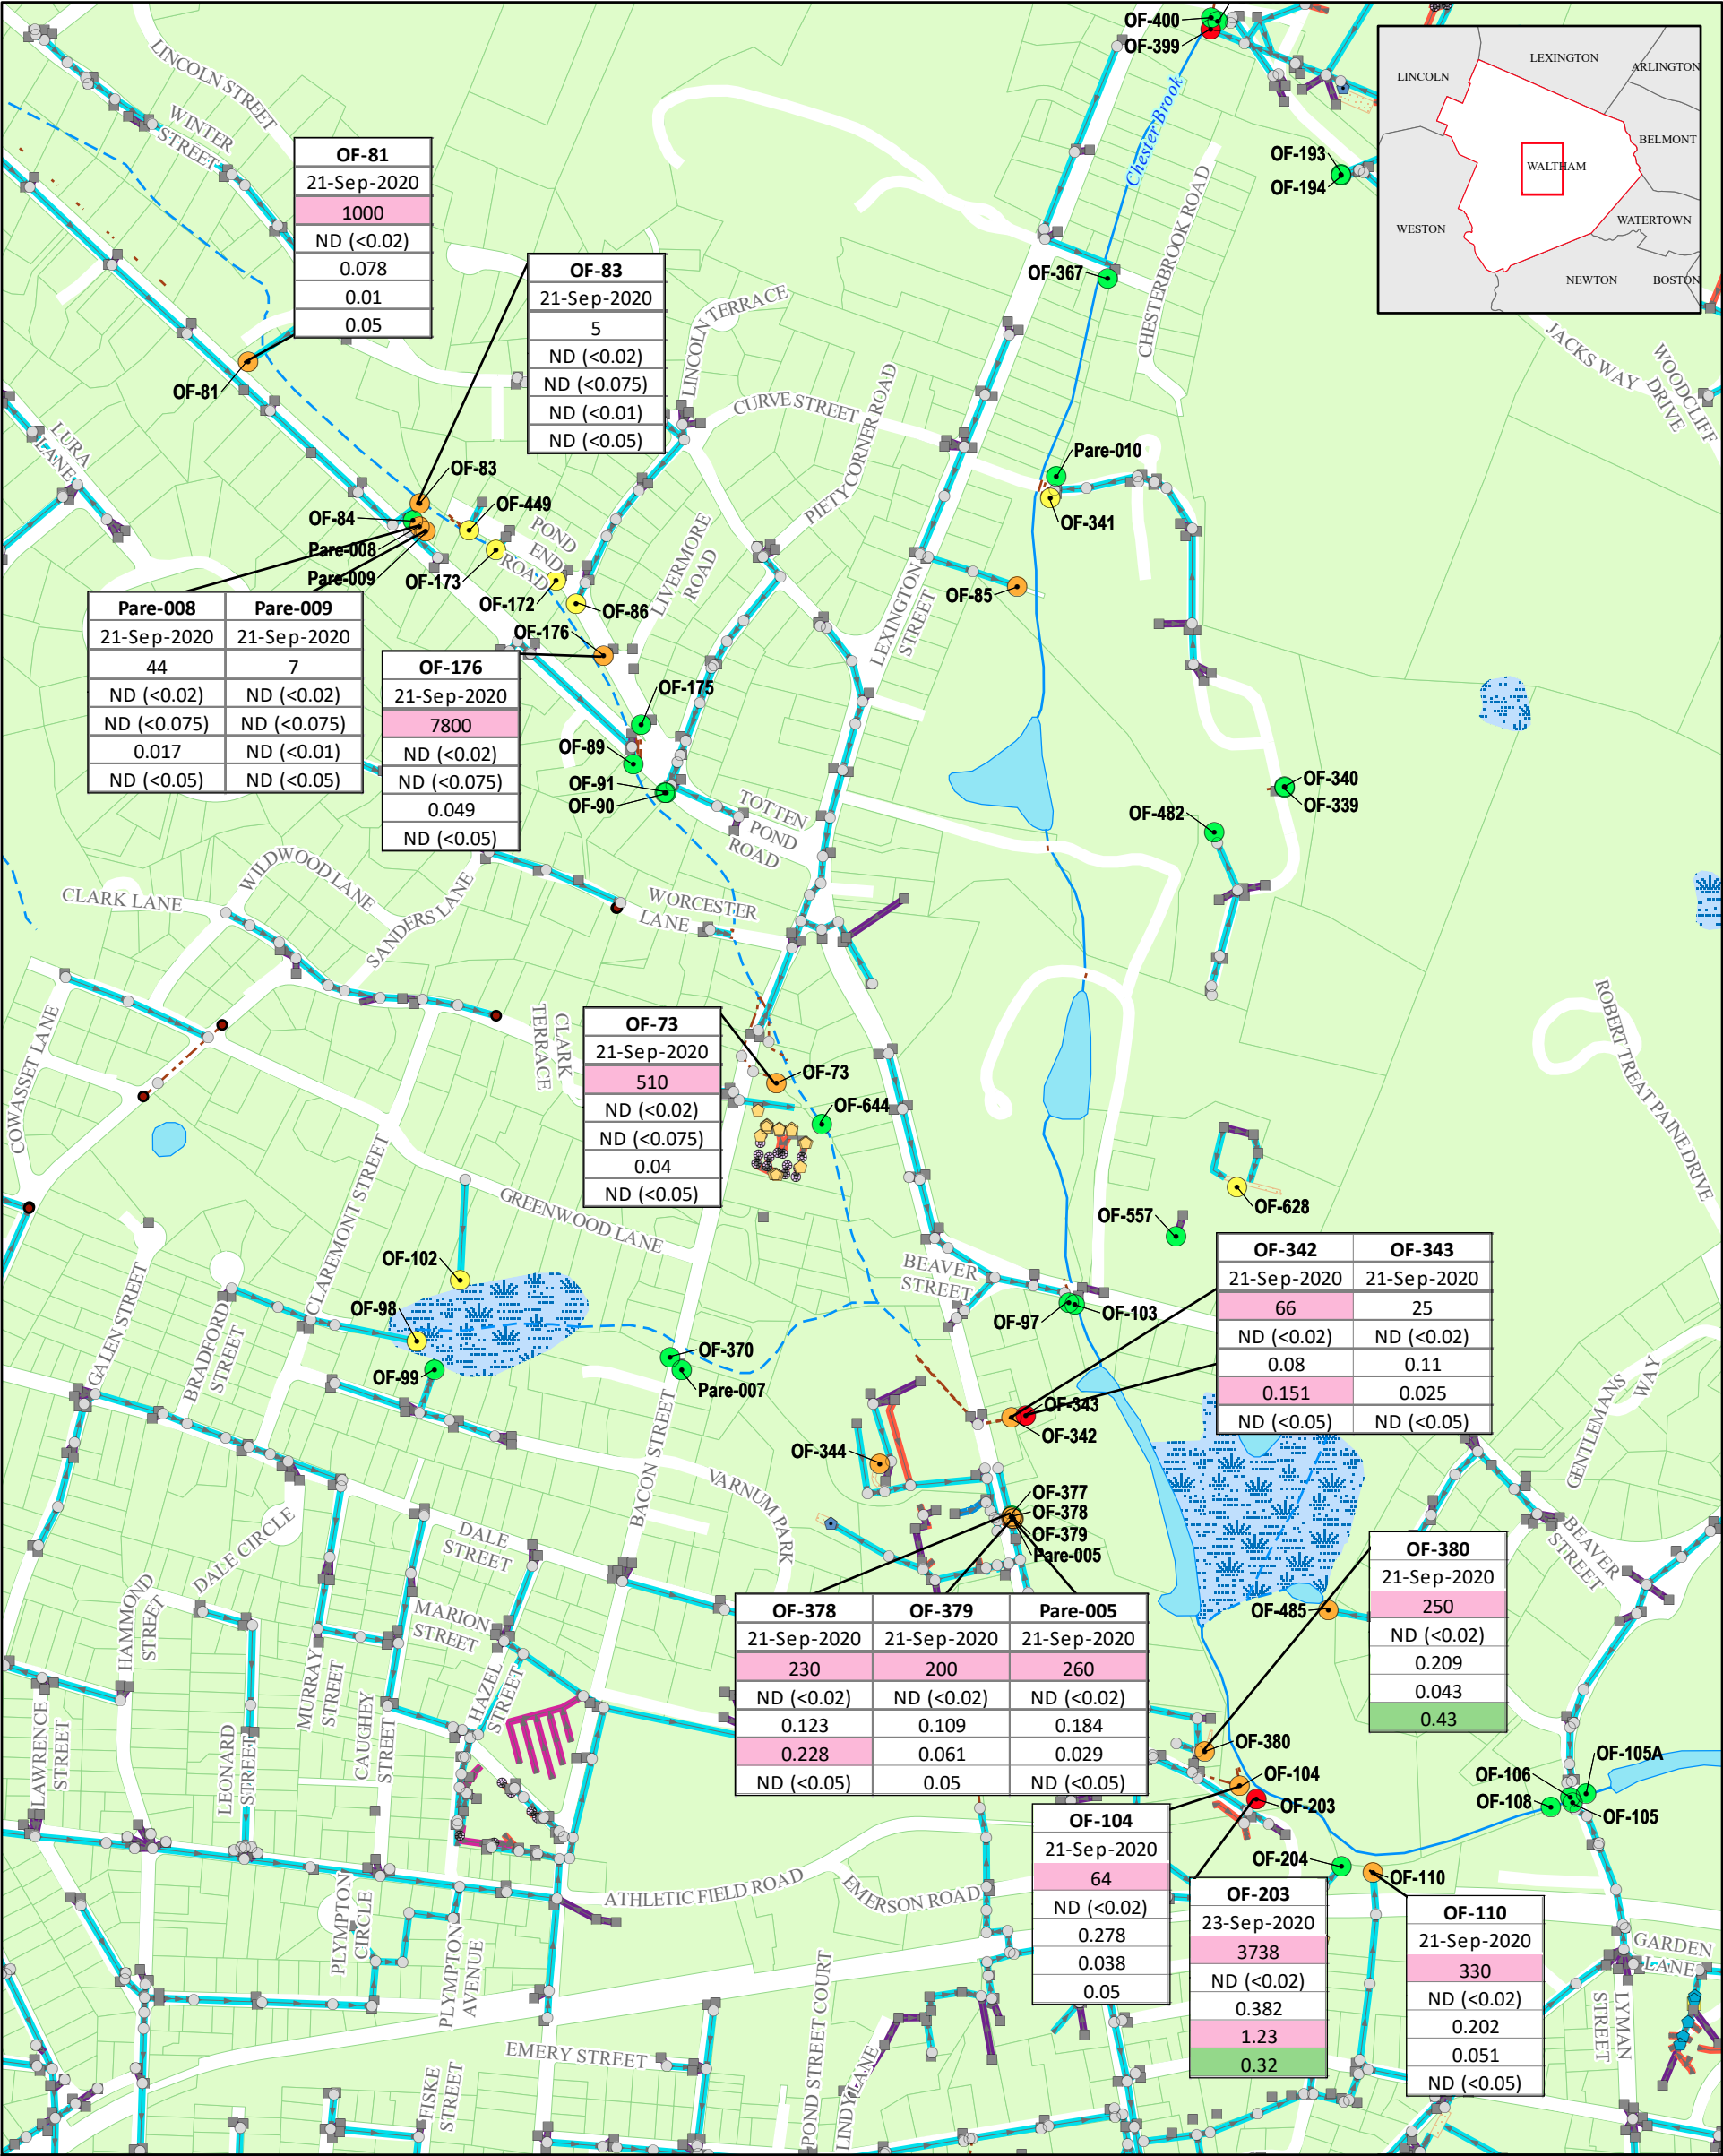 OF-400
OF-399
Chester Brook
LINCOLN STREET
WINTER STREET
OF-193
OF-194
LEXINGTON
LINCOLN
ARLINGTON
BELMONT
WALTHAM
WATERTOWN
WESTON
NEWTON
BOSTON
OF-81
21-Sep-2020
1000
ND (<0.02)
0.078
0.01
0.05
OF-83
21-Sep-2020
5
ND (<0.02)
ND (<0.075)
ND (<0.01)
ND (<0.05)
OF-367
CHESTERBROOK ROAD
LINCOLN TERRACE
JACKS WAY
WOODCLIFF DRIVE
OF-81
CURVE STREET
PIETYCORNER ROAD
LURA LANE
OF-83
Pare-010
OF-449
OF-341
OF-84
POND END ROAD
Pare-008
OF-173
Pare-009
LIVERMORE ROAD
LEXINGTON STREET
OF-85
OF-172
OF-86
Pare-008 Pare-009
21-Sep-2020 21-Sep-2020
44 7
ND (<0.02) ND (<0.02)
ND (<0.075) ND (<0.075)
0.017 ND (<0.01)
ND (<0.05) ND (<0.05)
OF-176
OF-176
21-Sep-2020
7800
ND (<0.02)
ND (<0.075)
0.049
ND (<0.05)
OF-175
OF-89
OF-91
OF-90
TOTTEN POND ROAD
OF-340
OF-339
OF-482
WILDWOOD LANE
CLARK LANE
SANDERS LANE
WORCESTER LANE
COWASSET LANE
CLARK TERRACE
ROBERT TREAT PAINE DRIVE
OF-73
21-Sep-2020
510
ND (<0.02)
ND (<0.075)
0.04
ND (<0.05)
OF-73
OF-644
CLAREMONT STREET
GREENWOOD LANE
OF-628
OF-557
OF-102
OF-98
OF-99
GALEN STREET
BRADFORD STREET
BEAVER STREET
OF-97
OF-103
OF-342 OF-343
21-Sep-2020 21-Sep-2020
66 25
ND (<0.02) ND (<0.02)
0.08 0.11
0.151 0.025
ND (<0.05) ND (<0.05)
OF-370
Pare-007
OF-343
OF-342
OF-344
BACON STREET
VARNUM PARK
GENTLEMANS WAY
OF-377
OF-378
OF-379
Pare-005
DALE CIRCLE
DALE STREET
BEAVER STREET
OF-380
21-Sep-2020
250
ND (<0.02)
0.209
0.043
0.43
OF-485
HAMMOND STREET
MARION STREET
OF-378 OF-379 Pare-005
21-Sep-2020 21-Sep-2020 21-Sep-2020
230 200 260
ND (<0.02) ND (<0.02) ND (<0.02)
0.123 0.109 0.184
0.228 0.061 0.029
ND (<0.05) 0.05 ND (<0.05)
MURRAY STREET
HAZEL STREET
LAWRENCE STREET
LEONARD STREET
CAUGHEY STREET
OF-380
OF-104
OF-203
OF-105A
OF-106
OF-108
OF-105
OF-104
21-Sep-2020
64
ND (<0.02)
0.278
0.038
0.05
OF-204
OF-110
OF-203
23-Sep-2020
3738
ND (<0.02)
0.382
1.23
0.32
OF-110
21-Sep-2020
330
ND (<0.02)
0.202
0.051
ND (<0.05)
ATHLETIC FIELD ROAD
EMERSON ROAD
PLYMPTON CIRCLE
PLYMPTON AVENUE
GARDEN LANE
LYMAN STREET
POND STREET COURT
LINDY LANE
EMERY STREET
FISKE STREET